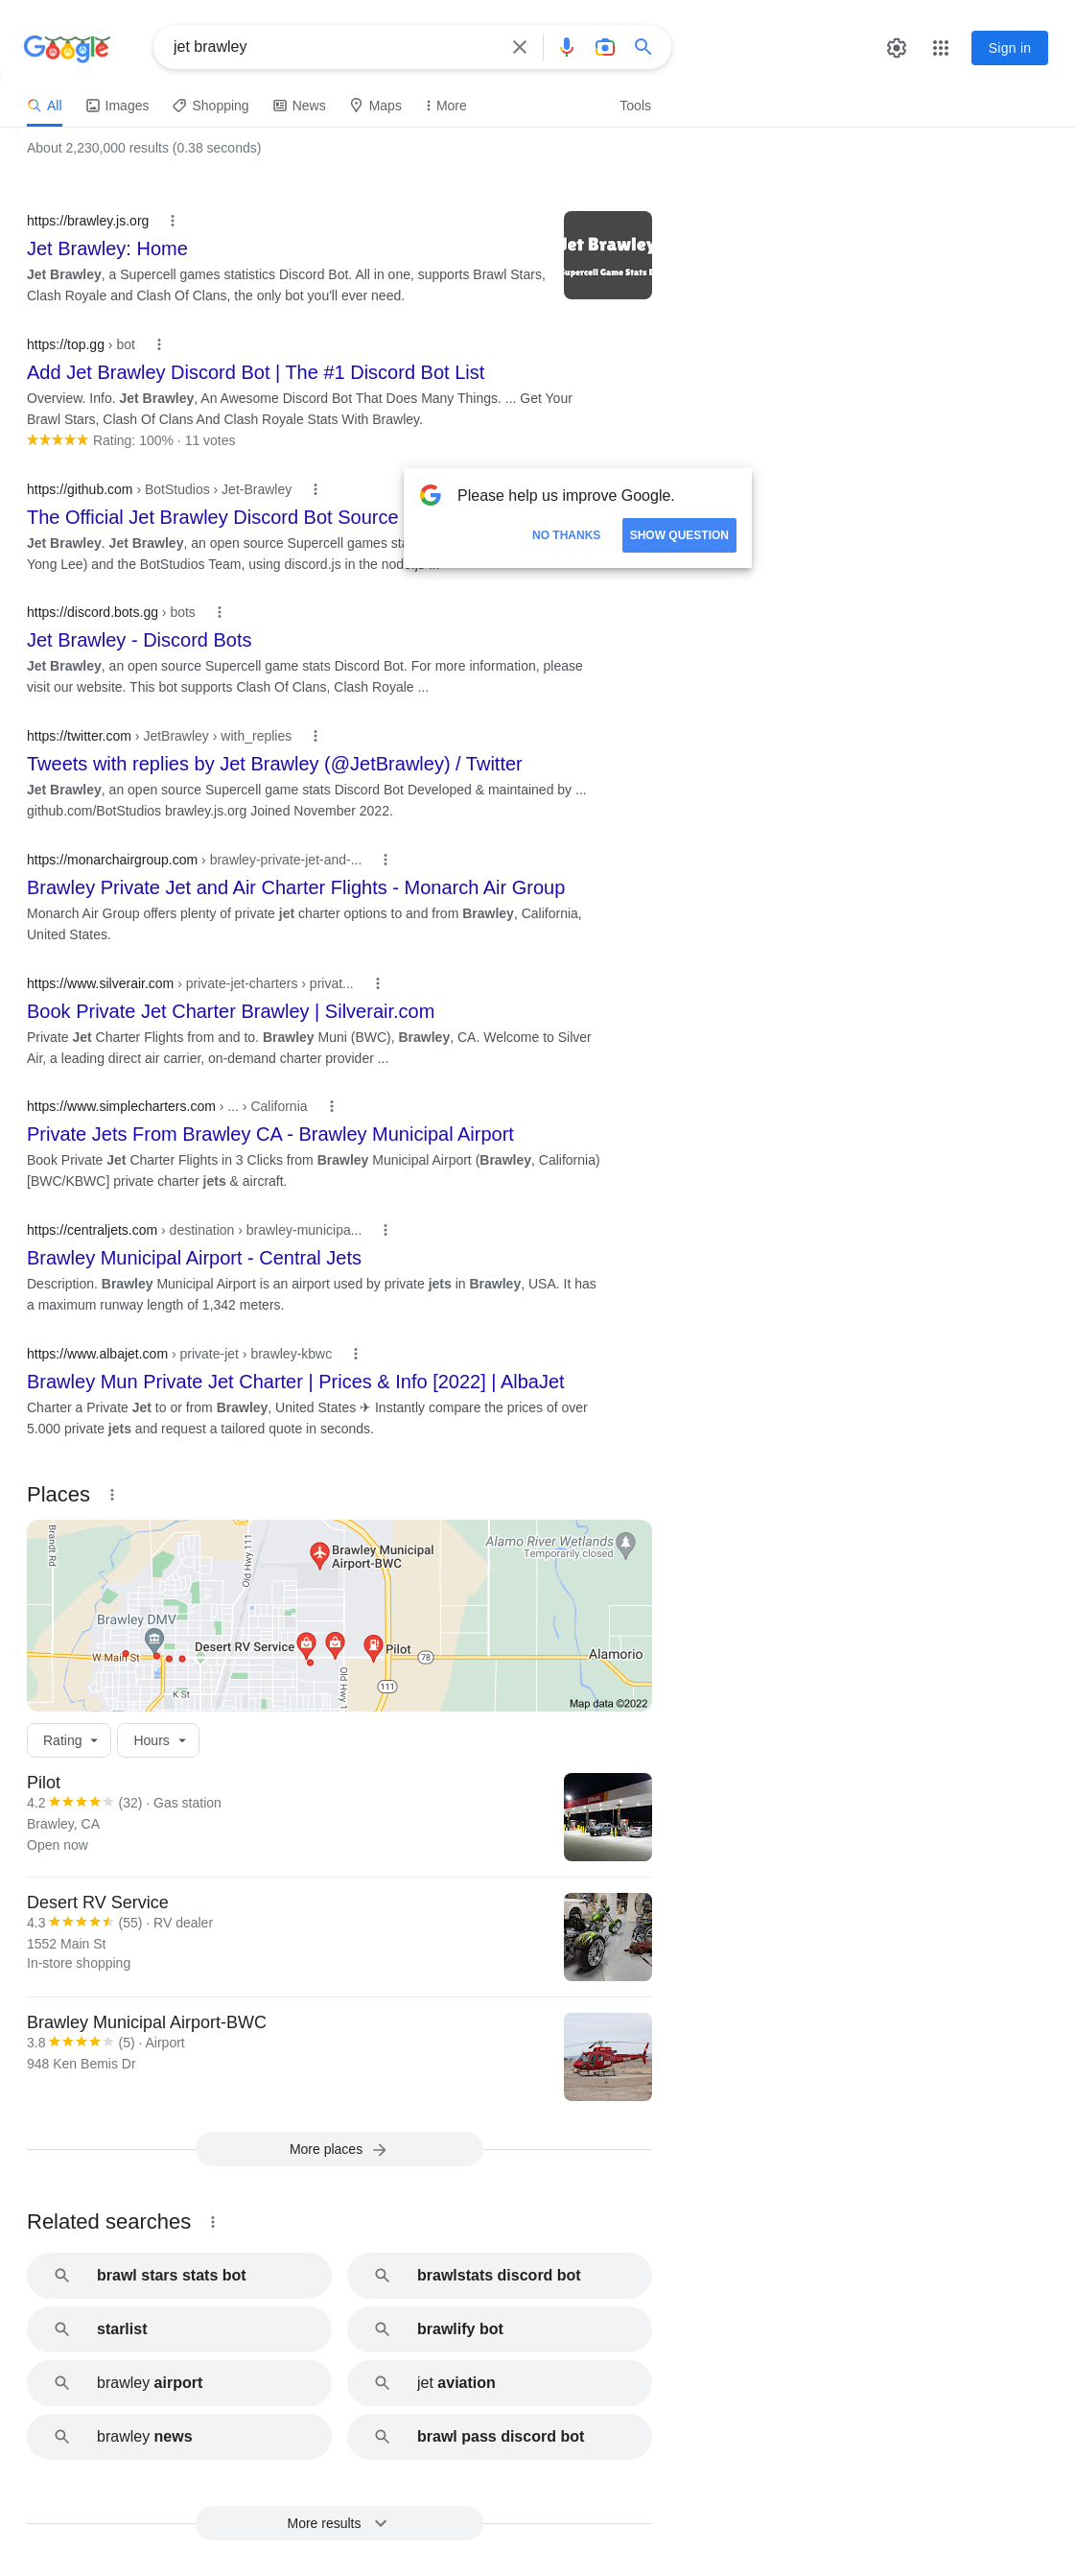 Google
jet brawley
Sign in
All Images Shopping News Maps More Tools
About 2,230,000 results (0.38 seconds)
https://brawley.js.org
Jet Brawley: Home
Jet Brawley, a Supercell games statistics Discord Bot. All in one, supports Brawl Stars,
Clash Royale and Clash Of Clans, the only bot you'll ever need.
Jet Brawley
Supercell Game Stats
https://top.gg › bot
Add Jet Brawley Discord Bot | The #1 Discord Bot List
Overview. Info. Jet Brawley, An Awesome Discord Bot That Does Many Things. ... Get Your
Brawl Stars, Clash Of Clans And Clash Royale Stats With Brawley.
Rating: 100% · 11 votes
https://github.com › BotStudios › Jet-Brawley
The Official Jet Brawley Discord Bot Source
Jet Brawley. Jet Brawley, an open source Supercell games
Yong Lee) and the BotStudios Team, using discord.js in the node.js ...
Please help us improve Google.
NO THANKS SHOW QUESTION
https://discord.bots.gg › bots
Jet Brawley - Discord Bots
Jet Brawley, an open source Supercell game stats Discord Bot. For more information, please
visit our website. This bot supports Clash Of Clans, Clash Royale ...
https://twitter.com › JetBrawley › with_replies
Tweets with replies by Jet Brawley (@JetBrawley) / Twitter
Jet Brawley, an open source Supercell game stats Discord Bot Developed & maintained by ...
github.com/BotStudios brawley.js.org Joined November 2022.
https://monarchairgroup.com › brawley-private-jet-and-...
Brawley Private Jet and Air Charter Flights - Monarch Air Group
Monarch Air Group offers plenty of private jet charter options to and from Brawley, California,
United States.
https://www.silverair.com › private-jet-charters › privat...
Book Private Jet Charter Brawley | Silverair.com
Private Jet Charter Flights from and to. Brawley Muni (BWC), Brawley, CA. Welcome to Silver
Air, a leading direct air carrier, on-demand charter provider ...
https://www.simplecharters.com › ... › California
Private Jets From Brawley CA - Brawley Municipal Airport
Book Private Jet Charter Flights in 3 Clicks from Brawley Municipal Airport (Brawley, California)
[BWC/KBWC] private charter jets & aircraft.
https://centraljets.com › destination › brawley-municipa...
Brawley Municipal Airport - Central Jets
Description. Brawley Municipal Airport is an airport used by private jets in Brawley, USA. It has
a maximum runway length of 1,342 meters.
https://www.albajet.com › private-jet › brawley-kbwc
Brawley Mun Private Jet Charter | Prices & Info [2022] | AlbaJet
Charter a Private Jet to or from Brawley, United States ✈ Instantly compare the prices of over
5.000 private jets and request a tailored quote in seconds.
Places
Brandt Rd
Old Hwy 111
Brawley Municipal
Airport-BWC
Alamo River Wetlands
Temporarily closed
Brawley DMV
Desert RV Service
Pilot
78
Alamorio
W Main St
K St
Old Hwy 1
111
Map data ©2022
Rating Hours
Pilot
4.2 (32) · Gas station
Brawley, CA
Open now
Desert RV Service
4.3 (55) · RV dealer
1552 Main St
In-store shopping
Brawley Municipal Airport-BWC
3.8 (5) · Airport
948 Ken Bemis Dr
More places
Related searches
brawl stars stats bot
brawlstats discord bot
starlist
brawlify bot
brawley airport
jet aviation
brawley news
brawl pass discord bot
More results